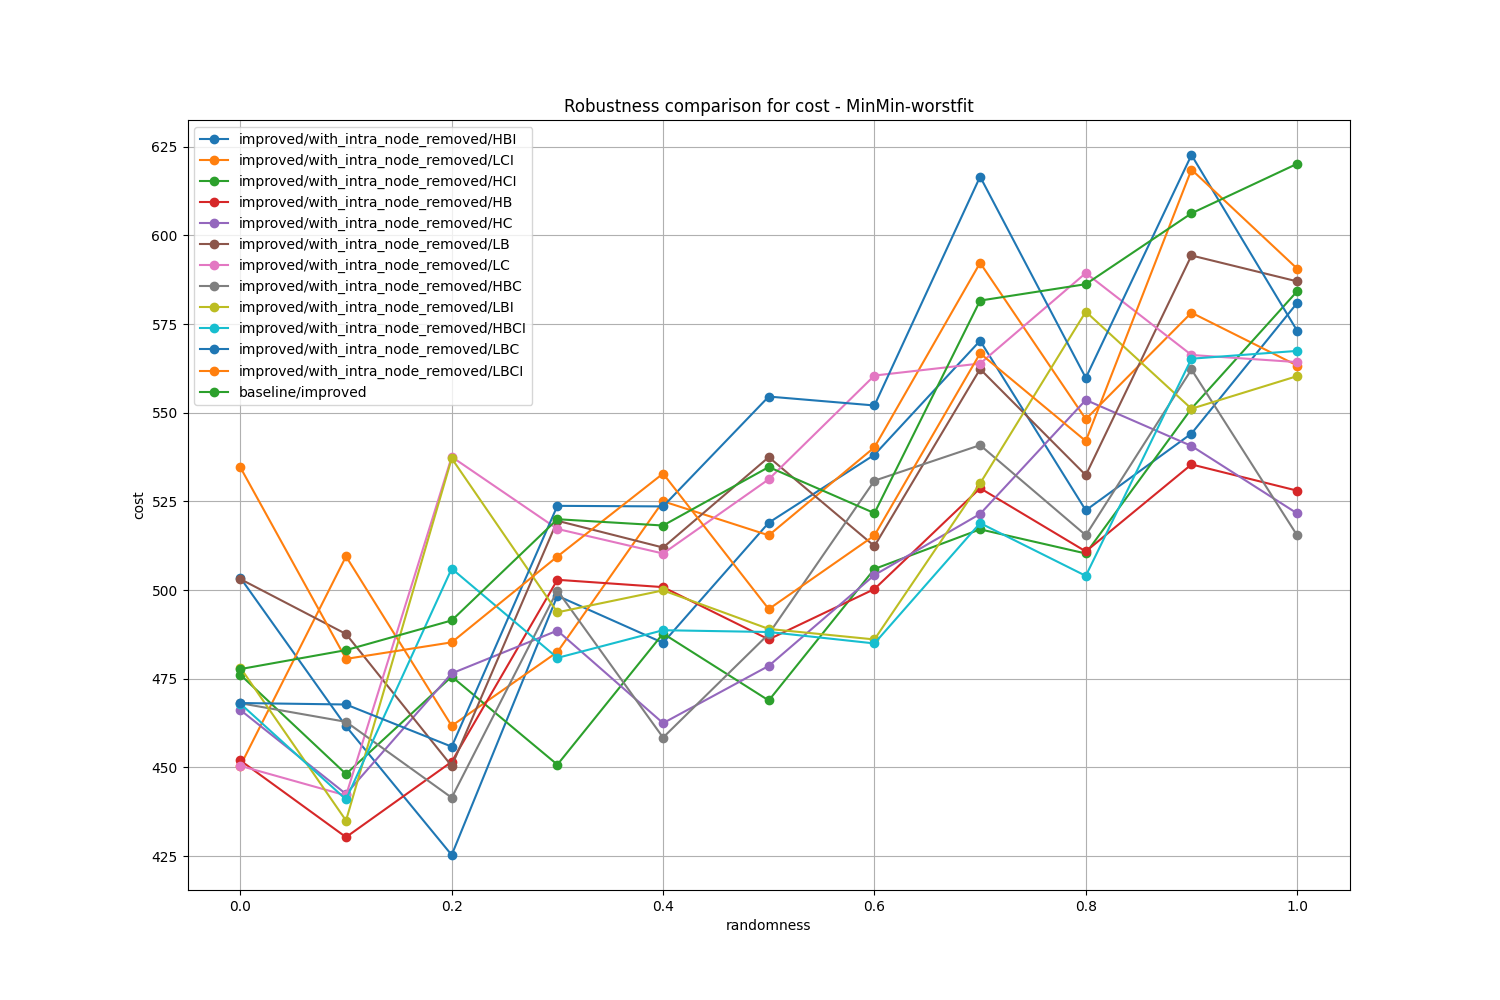 Robustness comparison for cost - MinMin-worstfit
improved/with_intra_node_removed/HBI
improved/with_intra_node_removed/LCI
improved/with_intra_node_removed/HCI
improved/with_intra_node_removed/HB
improved/with_intra_node_removed/HC
improved/with_intra_node_removed/LB
improved/with_intra_node_removed/LC
improved/with_intra_node_removed/HBC
improved/with_intra_node_removed/LBI
improved/with_intra_node_removed/HBCI
improved/with_intra_node_removed/LBC
improved/with_intra_node_removed/LBCI
baseline/improved
625
600
575
550
525
500
475
450
425
cost
0.0 0.2 0.4 0.6 0.8 1.0
randomness